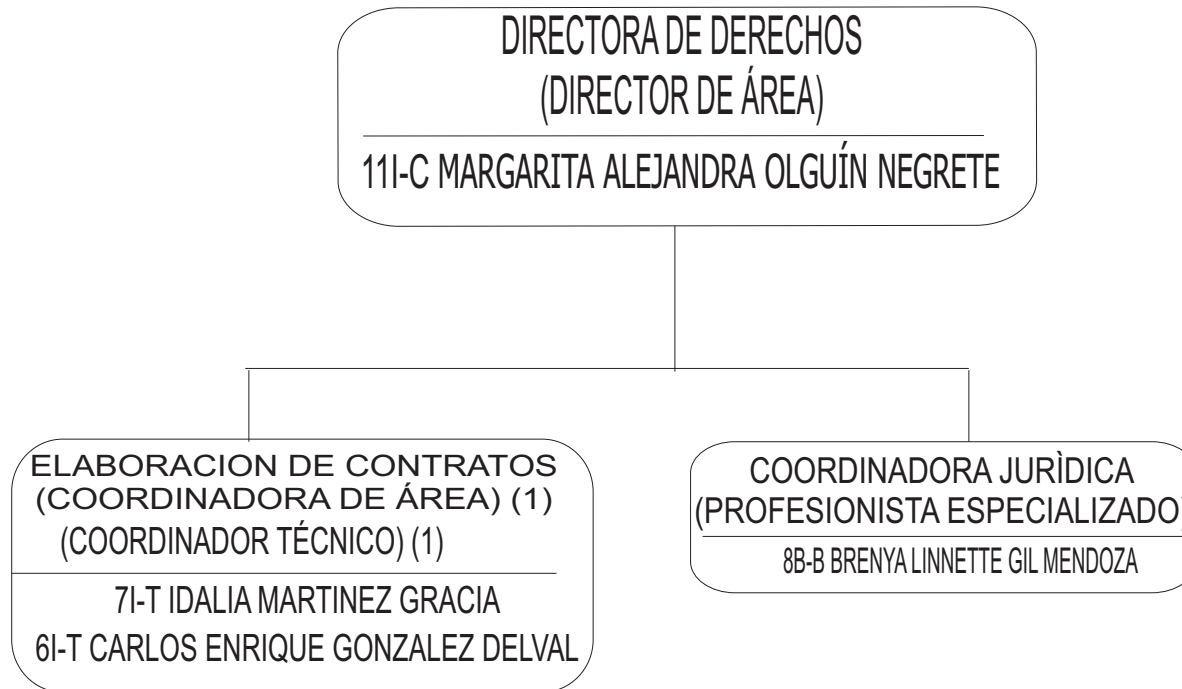 DIRECTORA DE DERECHOS
(DIRECTOR DE ÁREA)
11I-C MARGARITA ALEJANDRA OLGUÍN NEGRETE
ELABORACION DE CONTRATOS
(COORDINADORA DE ÁREA) (1)
(COORDINADOR TÉCNICO) (1)
7I-T IDALIA MARTINEZ GRACIA
6I-T CARLOS ENRIQUE GONZALEZ DELVAL
COORDINADORA JURÌDICA
(PROFESIONISTA ESPECIALIZADO)
8B-B BRENYA LINNETTE GIL MENDOZA